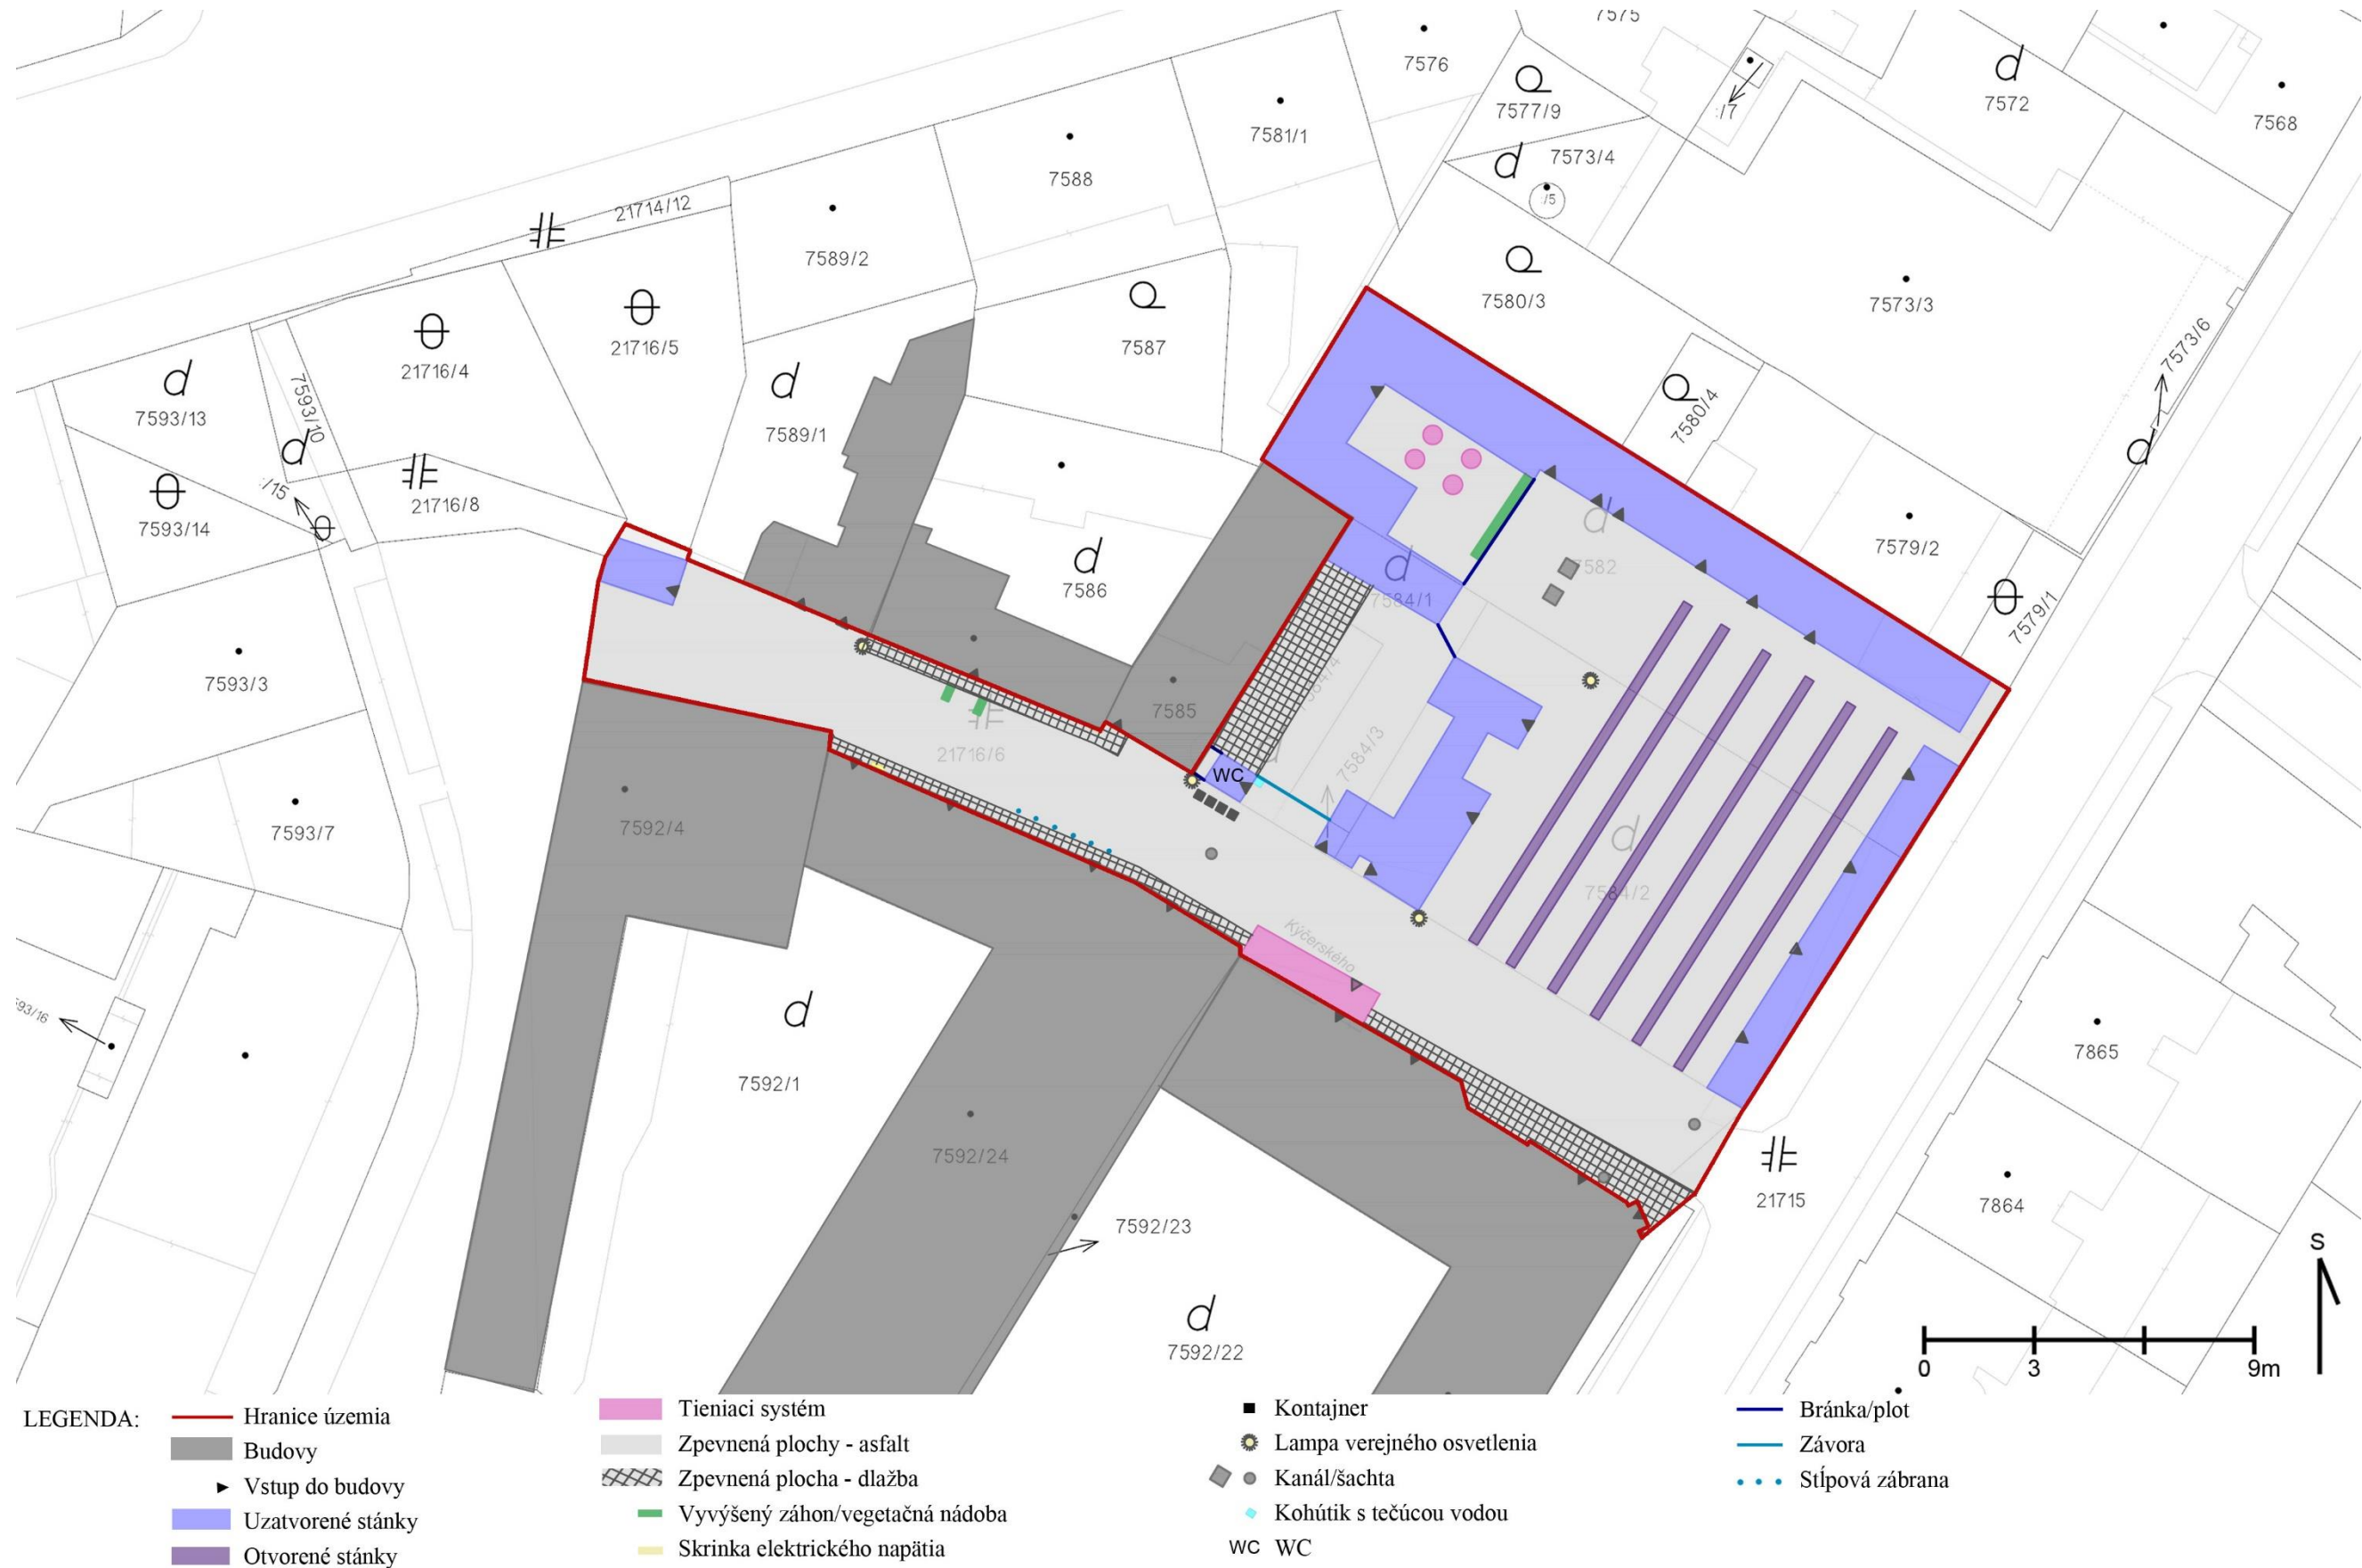 7575
7576
7577/9
7572
7568
:/7
7573/4
7581/1
7588
:/5
21714/12
7589/2
7580/3
7573/3
7573/6
7587
21716/5
21716/4
7593/13
7593/10
7589/1
7580/4
:/15
21716/8
7593/14
7586
7582
7584/1
7579/2
7579/1
7593/3
7585
21716/6
7584/3
WC
7592/4
7593/7
7584/2
Kýčerského
593/16
7865
7592/1
7592/24
21715
7864
7592/23
7592/22
S
0 3 9m
LEGENDA:
Hranice územia
Budovy
Vstup do budovy
Uzatvorené stánky
Otvorené stánky
Tieniaci systém
Zpevnená plochy - asfalt
Zpevnená plocha - dlažba
Vyvýšený záhon/vegetačná nádoba
Skrinka elektrického napätia
Kontajner
Lampa verejného osvetlenia
Kanál/šachta
Kohútik s tečúcou vodou
WC WC
Bránka/plot
Závora
Stĺpová zábrana